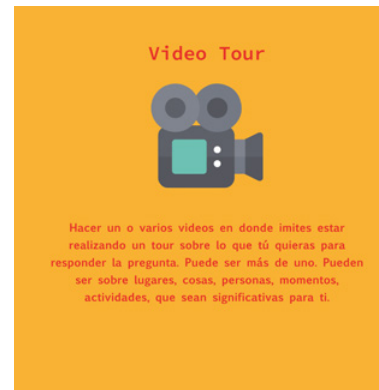 Video Tour
Hacer un o varios videos en donde imites estar
realizando un tour sobre lo que tú quieras para
responder la pregunta. Puede ser más de uno. Pueden
ser sobre lugares, cosas, personas, momentos,
actividades, que sean significativas para ti.